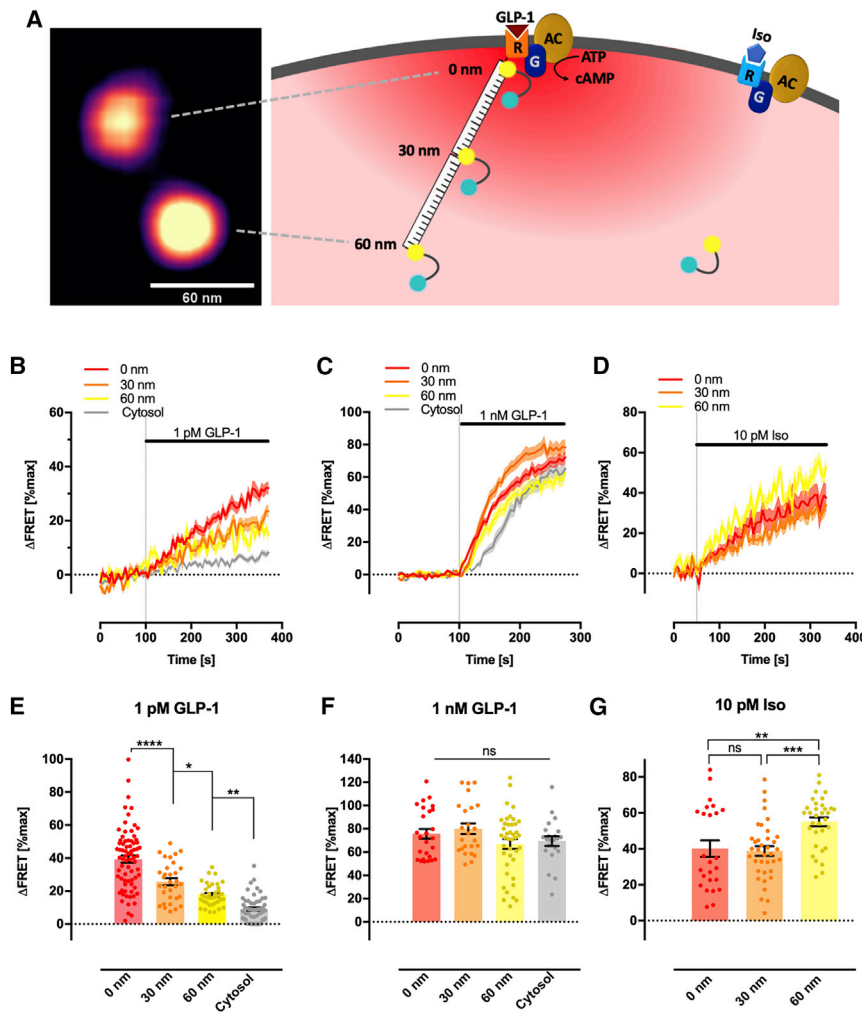 A
GLP-1
R
G
AC
ATP
cAMP
Iso
R
G
AC
0 nm
30 nm
60 nm
60 nm
B
0 nm
30 nm
60 nm
Cytosol
1 pM GLP-1
ΔFRET [%max]
60
40
20
0
0 100 200 300 400
Time [s]
C
0 nm
30 nm
60 nm
Cytosol
1 nM GLP-1
ΔFRET [%max]
100
80
60
40
20
0
0 100 200 300
Time [s]
D
0 nm
30 nm
60 nm
10 pM Iso
ΔFRET [%max]
80
60
40
20
0
0 100 200 300 400
Time [s]
E
1 pM GLP-1
**** 
*
**
ΔFRET [%max]
100
80
60
40
20
0
0 nm
30 nm
60 nm
Cytosol
F
1 nM GLP-1
ns
ΔFRET [%max]
140
120
100
80
60
40
20
0
0 nm
30 nm
60 nm
Cytosol
G
10 pM Iso
**
ns
***
ΔFRET [%max]
80
60
40
20
0
0 nm
30 nm
60 nm